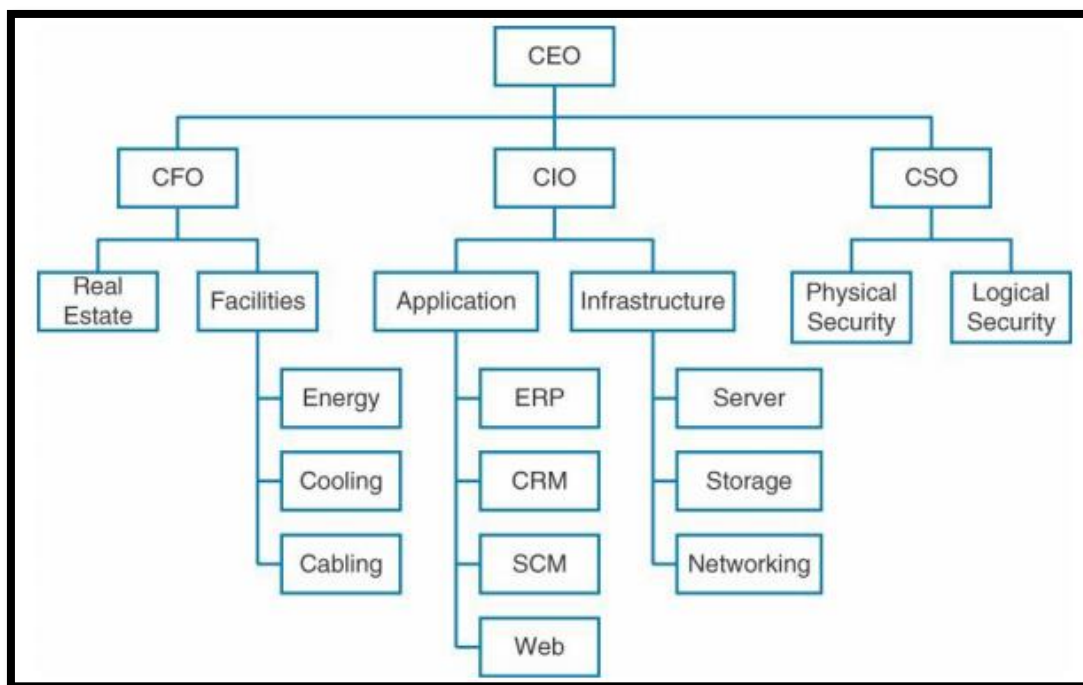 CEO
CFO
CIO
CSO
Real
Estate
Facilities
Application
Infrastructure
Physical
Security
Logical
Security
Energy
ERP
Server
Cooling
CRM
Storage
Cabling
SCM
Networking
Web